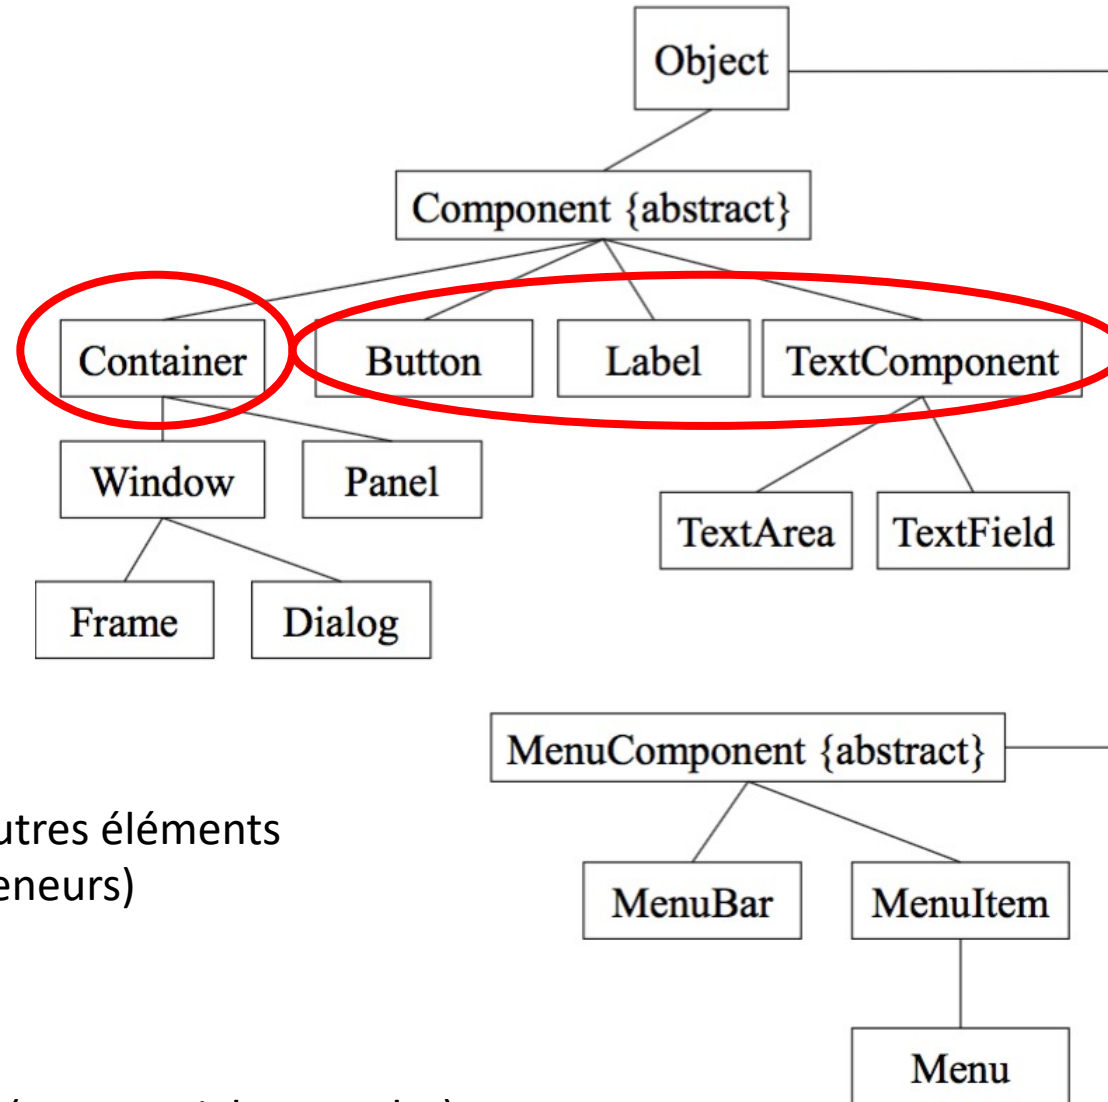 Object
Component {abstract}
Container Button Label TextComponent
Window Panel
TextArea TextField
Frame Dialog
MenuComponent {abstract}
utres éléments
eneurs)
MenuBar MenuItem
Menu